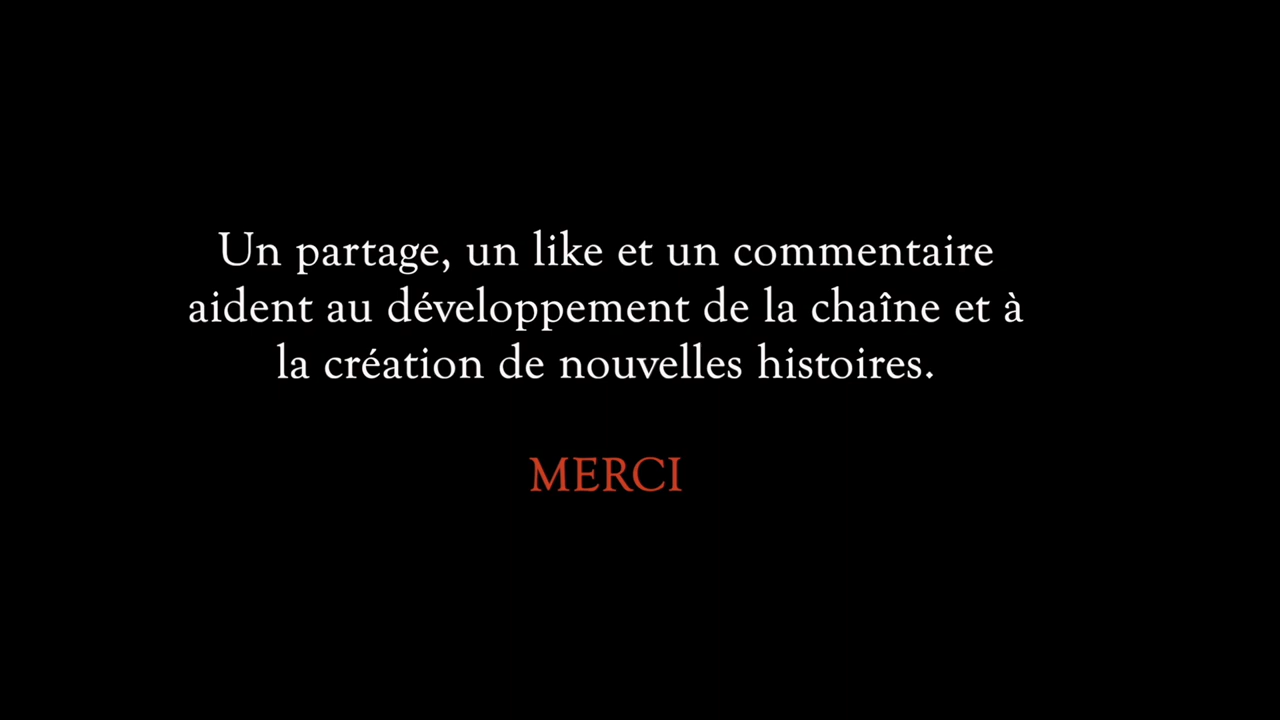 Un partage, un like et un commentaire
aident au développement de la chaîne et à
la création de nouvelles histoires.
MERCI